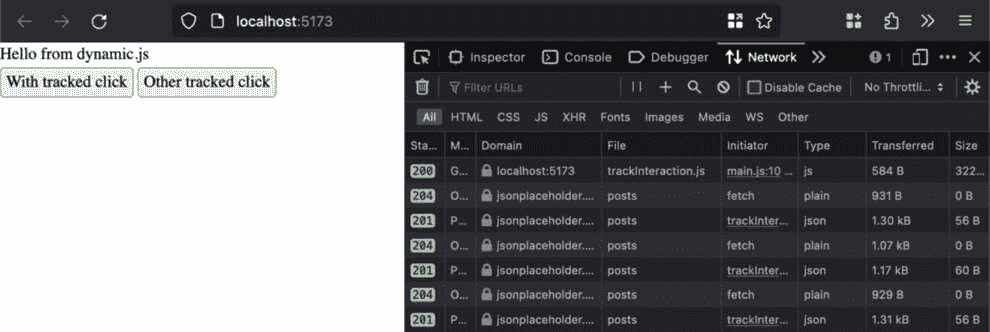 localhost:5173
Hello from dynamic.js
With tracked click Other tracked click
Inspector Console Debugger Network 1
Filter URLs Disable Cache No Throttli...
All HTML CSS JS XHR Fonts Images Media WS Other
Sta... M... Domain File Initiator Type Transferred Size
200 G... localhost:5173 trackInteraction.js main.js:10 ... js 584 B 322...
204 O... jsonplaceholder.... posts fetch plain 931 B 0 B
201 P... jsonplaceholder.... posts trackInter... json 1.30 kB 56 B
204 O... jsonplaceholder.... posts fetch plain 1.07 kB 0 B
201 P... jsonplaceholder.... posts trackInter... json 1.17 kB 60 B
204 O... jsonplaceholder.... posts fetch plain 929 B 0 B
201 P... jsonplaceholder.... posts trackInter... json 1.31 kB 56 B